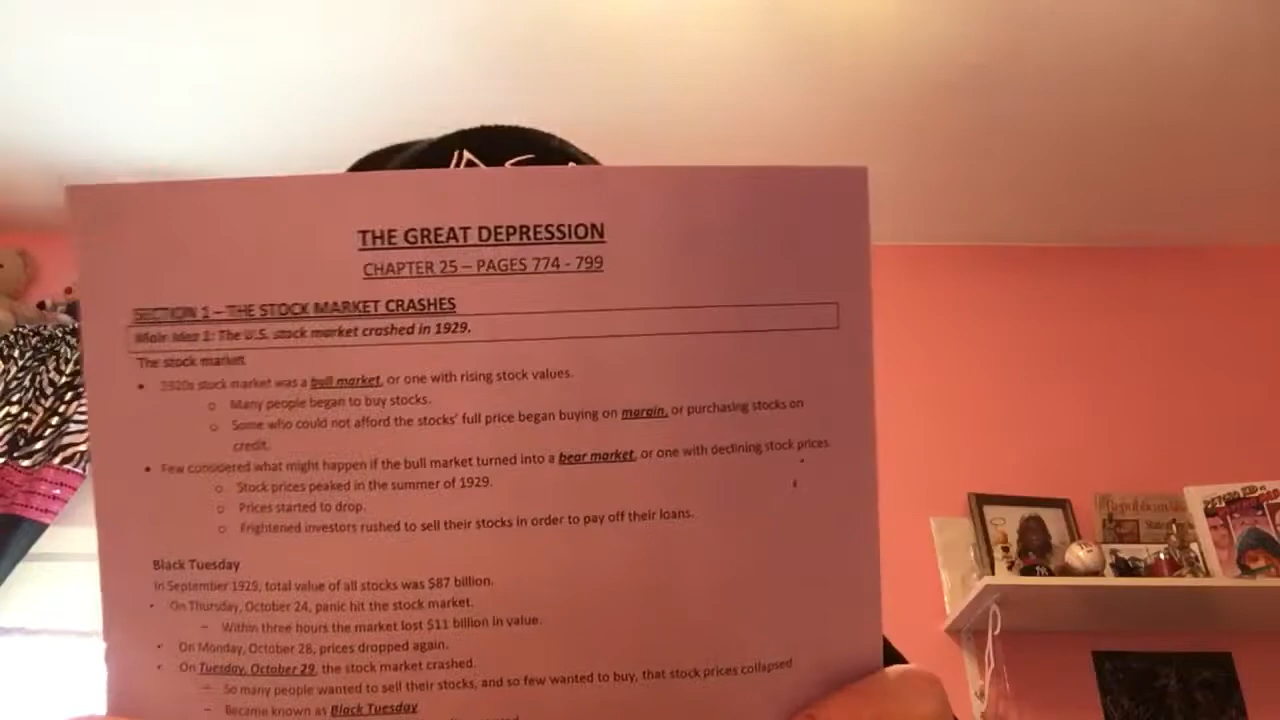 THE GREAT DEPRESSION
CHAPTER 25 – PAGES 774 - 799
SECTION 1 – THE STOCK MARKET CRASHES
Main Idea 1: The U.S. stock market crashed in 1929.
The stock market
• 1920s stock market was a bull market, or one with rising stock values.
o Many people began to buy stocks.
o Some who could not afford the stocks' full price began buying on margin, or purchasing stocks on
credit.
• Few considered what might happen if the bull market turned into a bear market, or one with declining stock prices.
o Stock prices peaked in the summer of 1929.
o Prices started to drop.
o Frightened investors rushed to sell their stocks in order to pay off their loans.
Black Tuesday
In September 1929, total value of all stocks was $87 billion.
• On Thursday, October 24, panic hit the stock market.
– Within three hours the market lost $11 billion in value.
• On Monday, October 28, prices dropped again.
• On Tuesday, October 29, the stock market crashed.
– So many people wanted to sell their stocks, and so few wanted to buy, that stock prices collapsed
– Became known as Black Tuesday
Republican